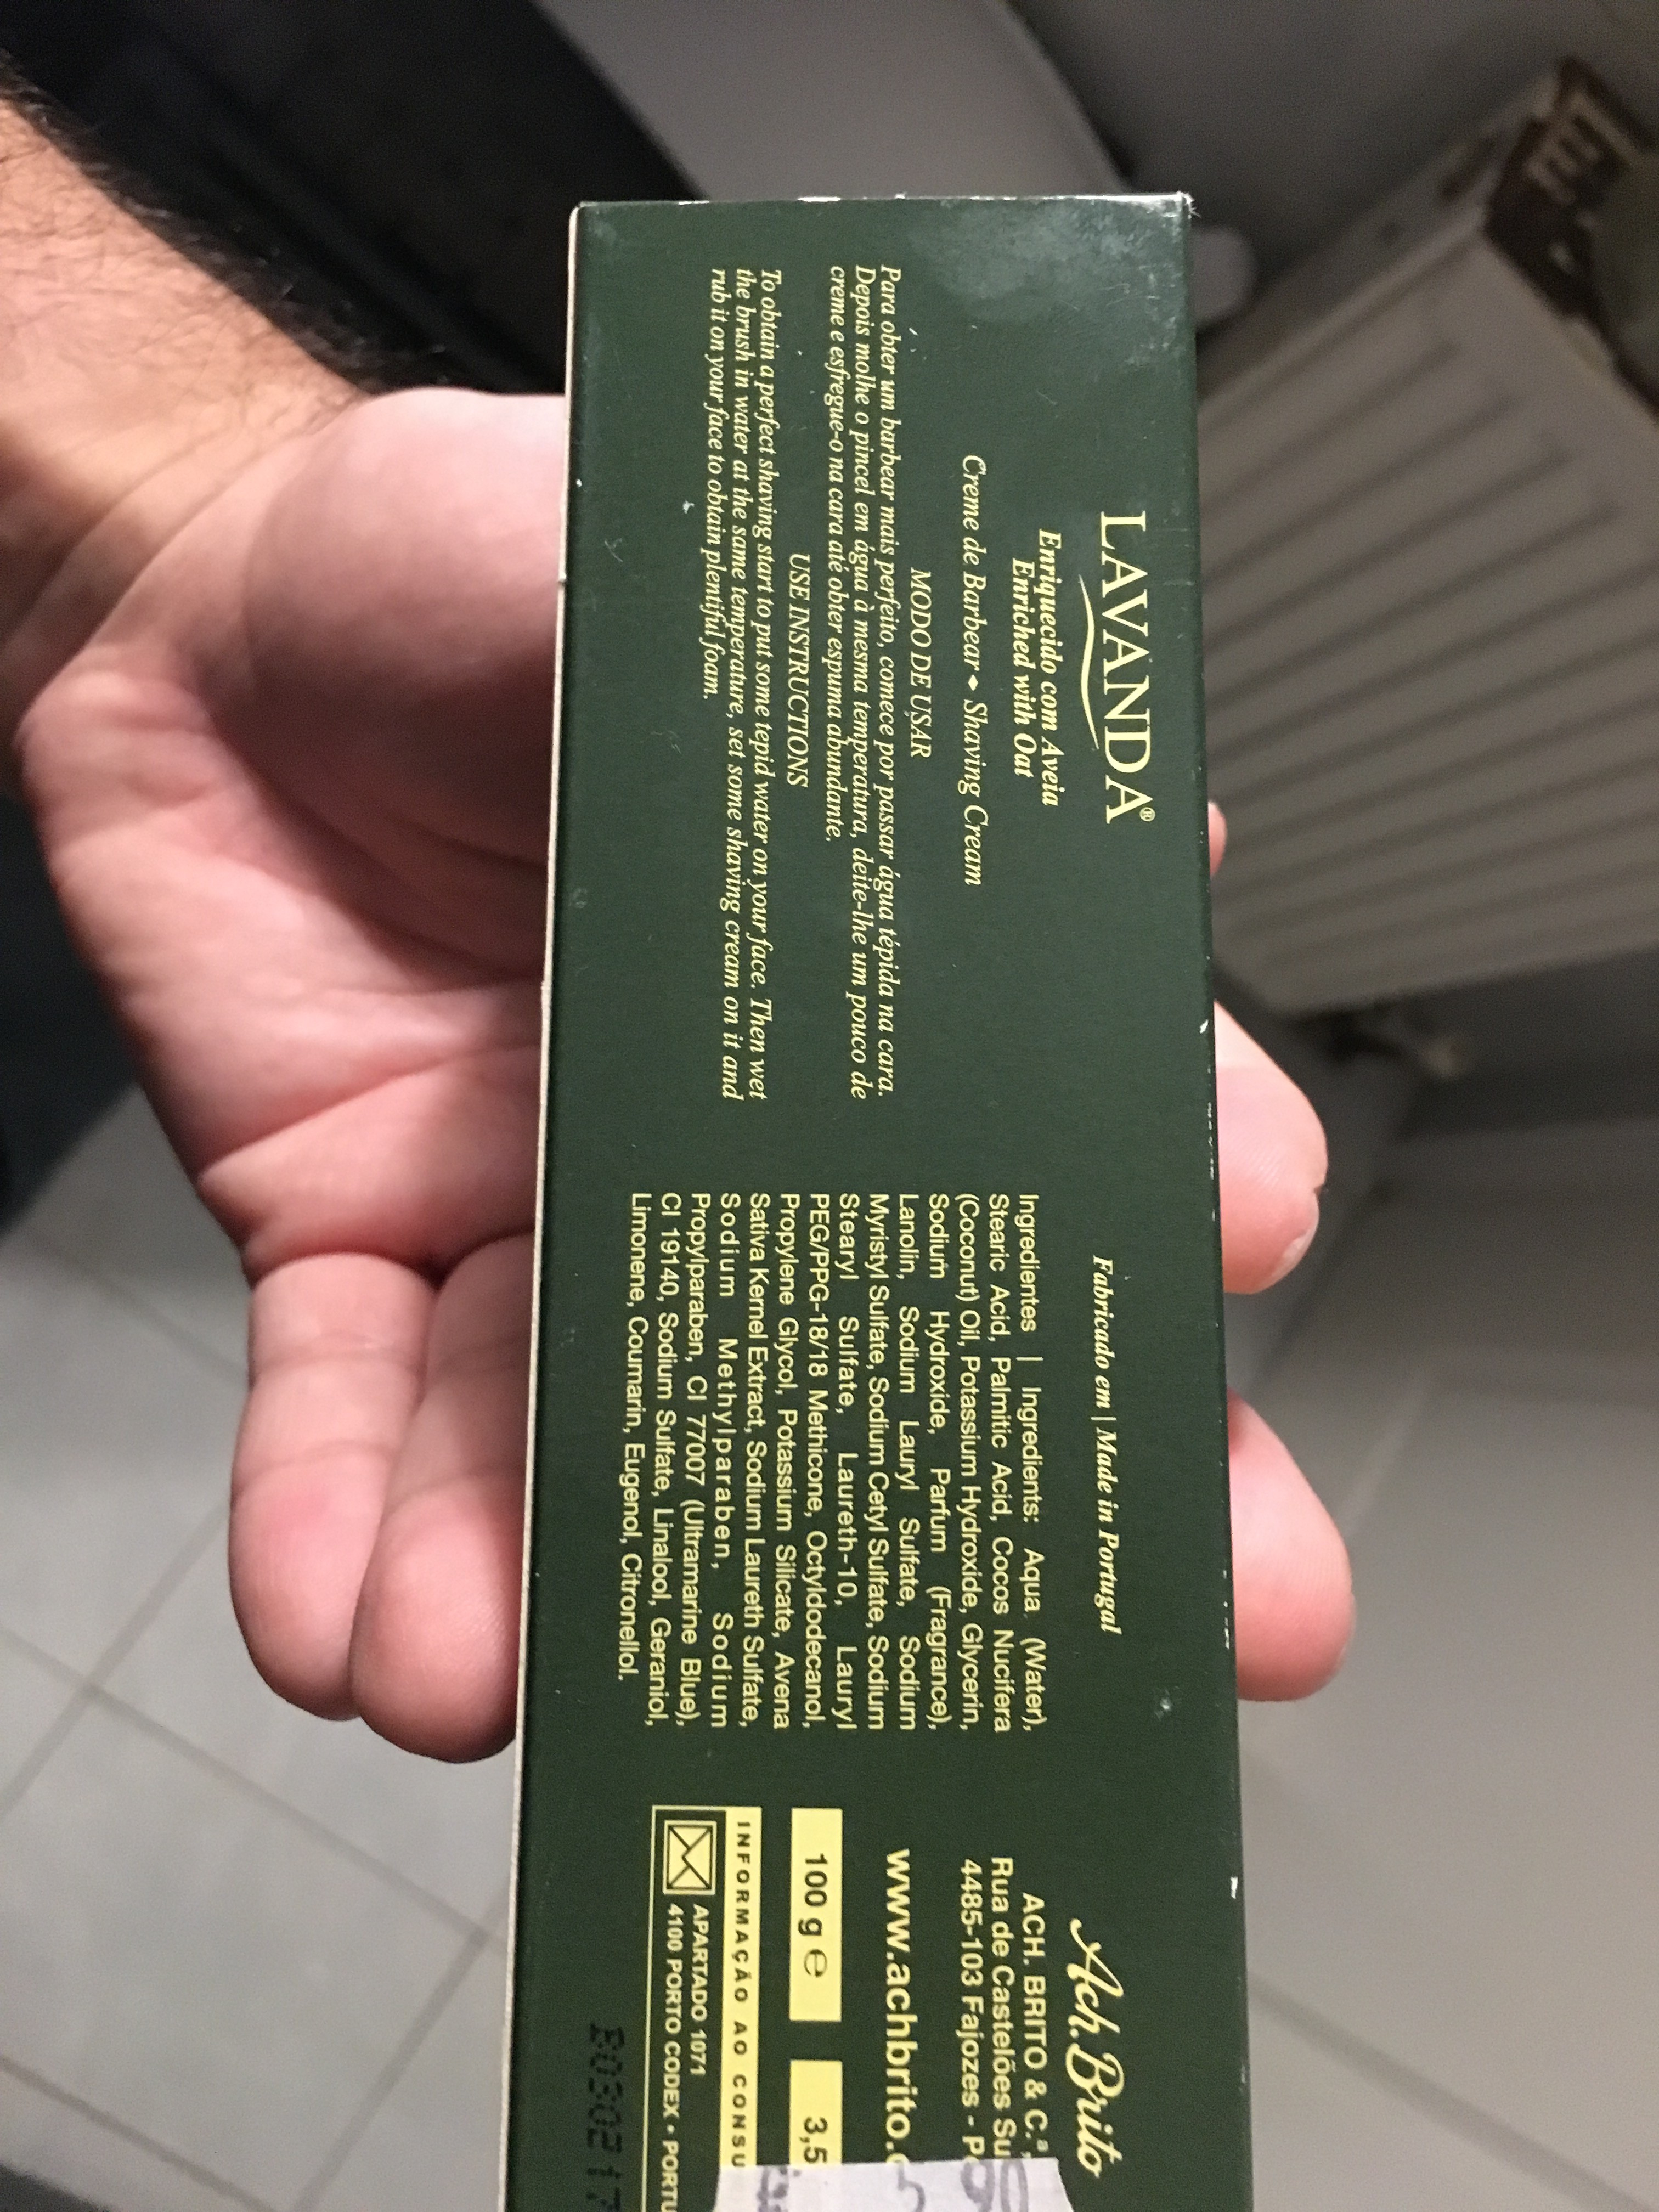 LAVANDA®
Enriquecido com Aveia
Enriched with Oat
Creme de Barbear ◆ Shaving Cream
MODO DE USAR
Para obter um barbear mais perfeito, comece por passar água tépida na cara.
Depois molhe o pincel em água à mesma temperatura, deite-lhe um pouco de
creme e esfregue-o na cara até obter espuma abundante.
USE INSTRUCTIONS
To obtain a perfect shaving start to put some tepid water on your face. Then wet
the brush in water at the same temperature, set some shaving cream on it and
rub it on your face to obtain plentiful foam.
Fabricado em | Made in Portugal
Ingredientes | Ingredients: Aqua (Water),
Stearic Acid, Palmitic Acid, Cocos Nucifera
(Coconut) Oil, Potassium Hydroxide, Glycerin,
Sodium Hydroxide, Parfum (Fragrance),
Lanolin, Sodium Lauryl Sulfate, Sodium
Myristyl Sulfate, Sodium Cetyl Sulfate, Sodium
Stearyl Sulfate, Laureth-10, Lauryl
PEG/PPG-18/18 Methicone, Octyldodecanol,
Propylene Glycol, Potassium Silicate, Avena
Sativa Kernel Extract, Sodium Laureth Sulfate,
Sodium Methylparaben, Sodium
Propylparaben, CI 77007 (Ultramarine Blue),
CI 19140, Sodium Sulfate, Linalool, Geraniol,
Limonene, Coumarin, Eugenol, Citronellol.
Ach. Brito
ACH. BRITO & C.ª
Rua de Castelões Su
4485-103 Fajozes - P
www.achbrito.
100 g e 3,5
INFORMAÇÃO AO CONSU
APARTADO 1071
4100 PORTO CODEX • PORTU
90